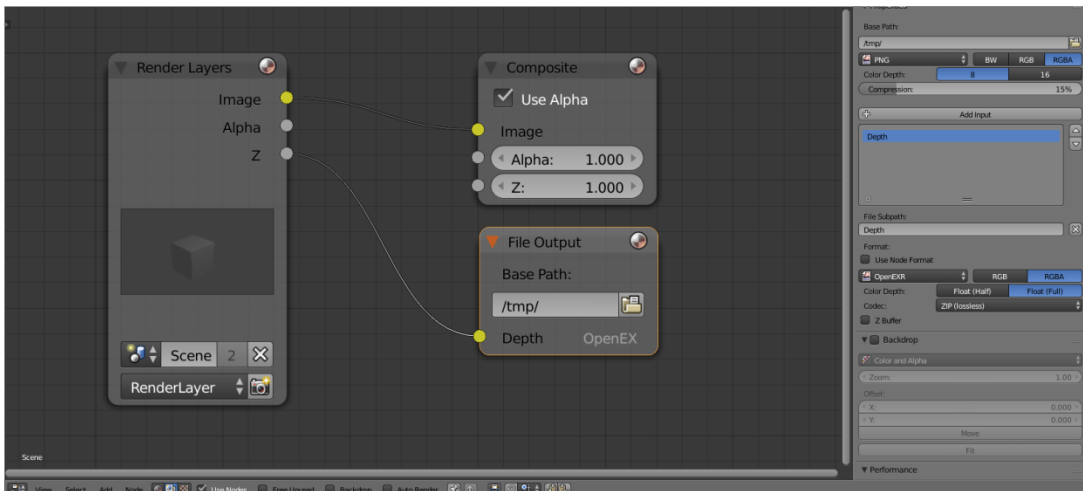 Render Layers
Image
Alpha
Z
Scene 2
RenderLayer
Composite
Use Alpha
Image
Alpha: 1.000
Z: 1.000
File Output
Base Path:
/tmp/
Depth OpenEX
Scene
View Select Add Node Use Nodes Free Unused Backdrop Auto Render
Base Path:
/tmp/
PNG BW RGB RGBA
Color Depth: 8 16
Compression: 15%
Add Input
Depth
File Subpath:
Depth
Format:
Use Node Format
OpenEXR RGB RGBA
Color Depth: Float (Half) Float (Full)
Codec: ZIP (lossless)
Z Buffer
Backdrop
Color and Alpha
Zoom: 1.00
Offset:
X: 0.000
Y: 0.000
Move
Fit
Performance